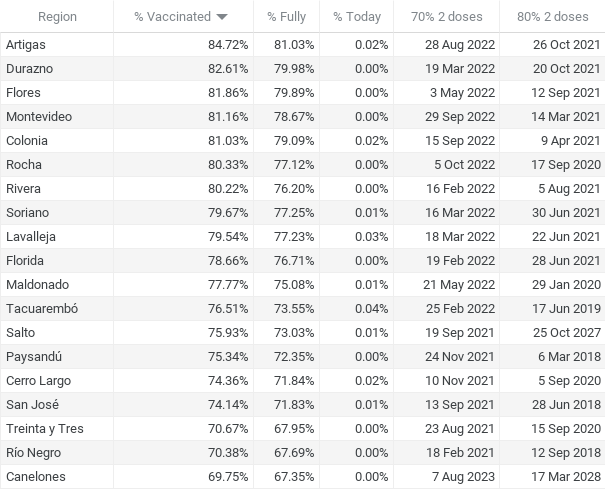 Region % Vaccinated % Fully % Today 70% 2 doses 80% 2 doses
Artigas 84.72% 81.03% 0.02% 28 Aug 2022 26 Oct 2021
Durazno 82.61% 79.98% 0.00% 19 Mar 2022 20 Oct 2021
Flores 81.86% 79.89% 0.00% 3 May 2022 12 Sep 2021
Montevideo 81.16% 78.67% 0.00% 29 Sep 2022 14 Mar 2021
Colonia 81.03% 79.09% 0.02% 15 Sep 2022 9 Apr 2021
Rocha 80.33% 77.12% 0.00% 5 Oct 2022 17 Sep 2020
Rivera 80.22% 76.20% 0.00% 16 Feb 2022 5 Aug 2021
Soriano 79.67% 77.25% 0.01% 16 Mar 2022 30 Jun 2021
Lavalleja 79.54% 77.23% 0.03% 18 Mar 2022 22 Jun 2021
Florida 78.66% 76.71% 0.00% 19 Feb 2022 28 Jun 2021
Maldonado 77.77% 75.08% 0.01% 21 May 2022 29 Jan 2020
Tacuarembó 76.51% 73.55% 0.04% 25 Feb 2022 17 Jun 2019
Salto 75.93% 73.03% 0.01% 19 Sep 2021 25 Oct 2027
Paysandú 75.34% 72.35% 0.00% 24 Nov 2021 6 Mar 2018
Cerro Largo 74.36% 71.84% 0.02% 10 Nov 2021 5 Sep 2020
San José 74.14% 71.83% 0.01% 13 Sep 2021 28 Jun 2018
Treinta y Tres 70.67% 67.95% 0.00% 23 Aug 2021 15 Sep 2020
Río Negro 70.38% 67.69% 0.00% 18 Feb 2021 12 Sep 2018
Canelones 69.75% 67.35% 0.00% 7 Aug 2023 17 Mar 2028